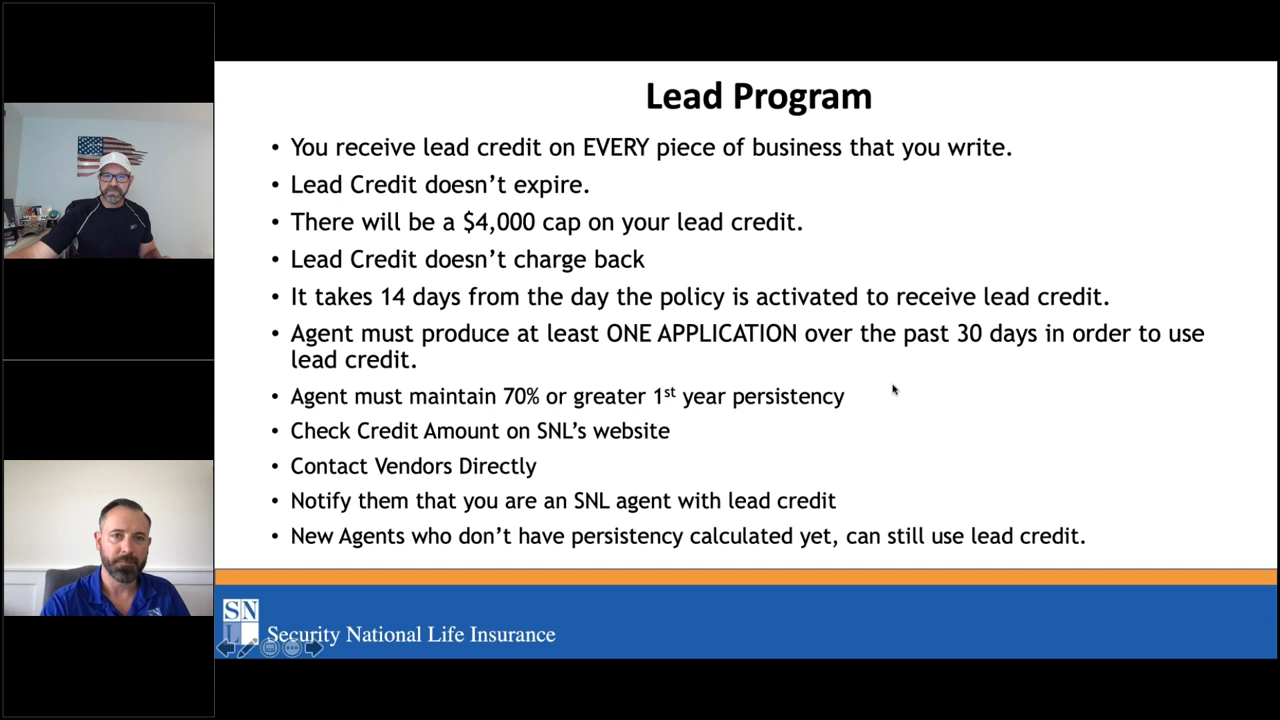 Lead Program
• You receive lead credit on EVERY piece of business that you write.
• Lead Credit doesn’t expire.
• There will be a $4,000 cap on your lead credit.
• Lead Credit doesn’t charge back
• It takes 14 days from the day the policy is activated to receive lead credit.
• Agent must produce at least ONE APPLICATION over the past 30 days in order to use
lead credit.
• Agent must maintain 70% or greater 1st year persistency
• Check Credit Amount on SNL’s website
• Contact Vendors Directly
• Notify them that you are an SNL agent with lead credit
• New Agents who don’t have persistency calculated yet, can still use lead credit.
SN
L
Security National Life Insurance